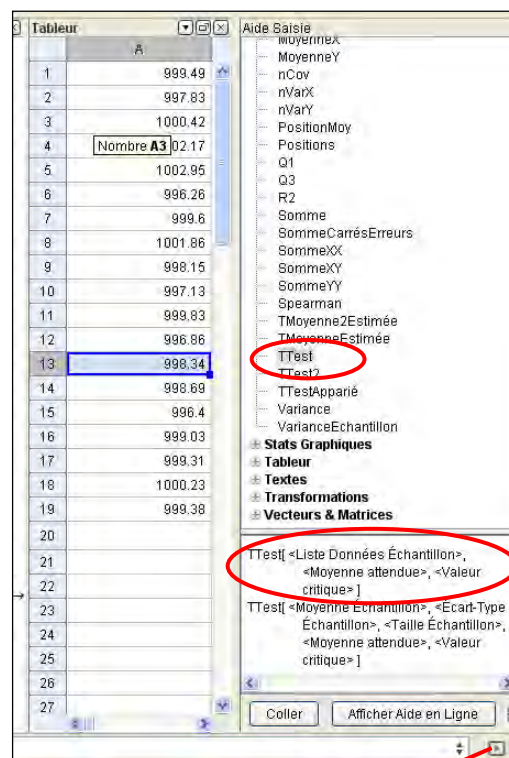 Tableur
A
1 999.49
2 997.83
3 1000.42
4 Nombre A3 02.17
5 1002.95
6 996.26
7 999.6
8 1001.86
9 998.15
10 997.13
11 999.83
12 996.86
13 998.34
14 998.69
15 996.4
16 999.03
17 999.31
18 1000.23
19 999.38
20
21
22
23
24
25
26
27
Aide Saisie
MoyenneX
MoyenneY
nCov
nVarX
nVarY
PositionMoy
Positions
Q1
Q3
R2
Somme
SommeCarrésErreurs
SommeXX
SommeXY
SommeYY
Spearman
TMoyenne2Estimée
TMoyenneEstimée
TTest
TTest2
TTestApparié
Variance
VarianceEchantillon
Stats Graphiques
Tableur
Textes
Transformations
Vecteurs & Matrices
TTest[ <Liste Données Échantillon>,
<Moyenne attendue>, <Valeur
critique> ]
TTest[ <Moyenne Échantillon>, <Écart-Type
Échantillon>, <Taille Échantillon>,
<Moyenne attendue>, <Valeur
critique> ]
Coller
Afficher Aide en Ligne